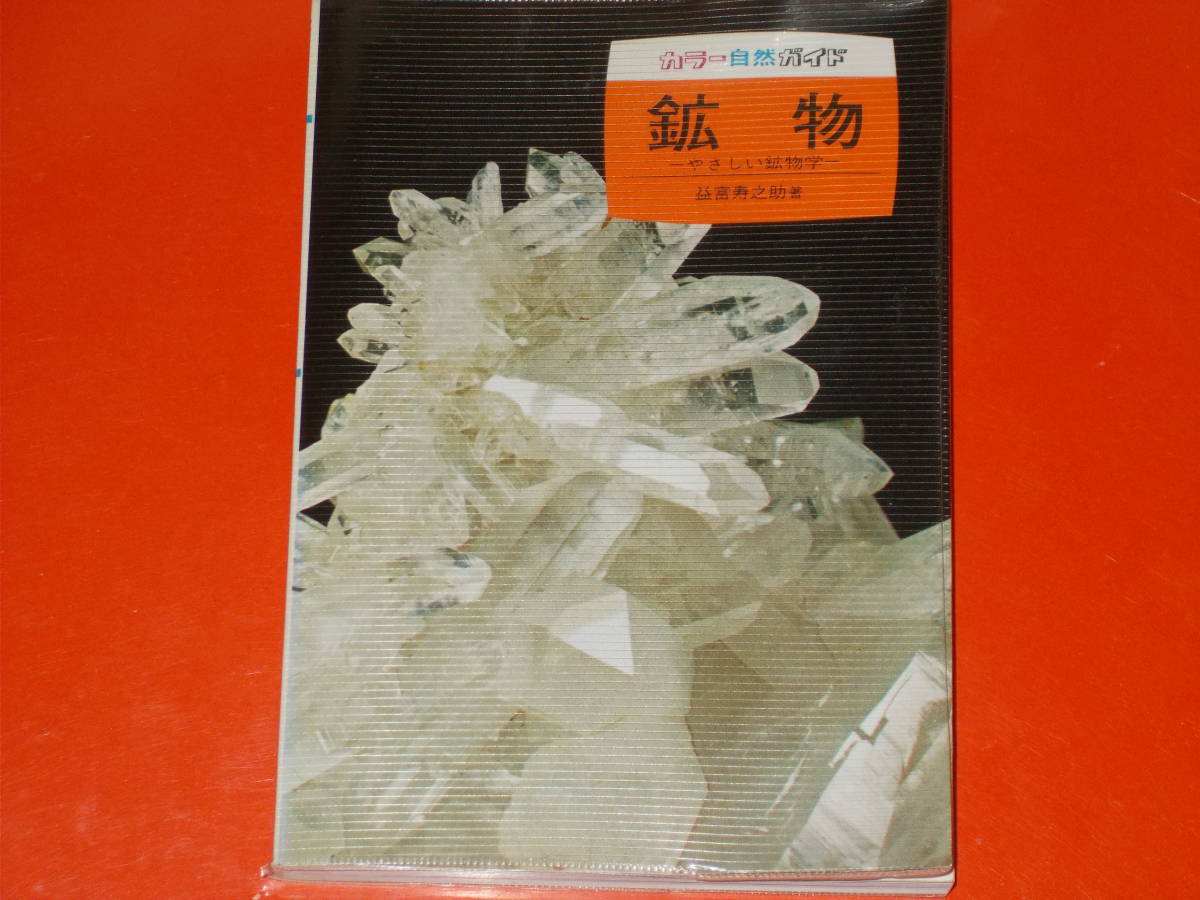 カラー自然ガイド
鉱物
—やさしい鉱物学—
益富寿之助著